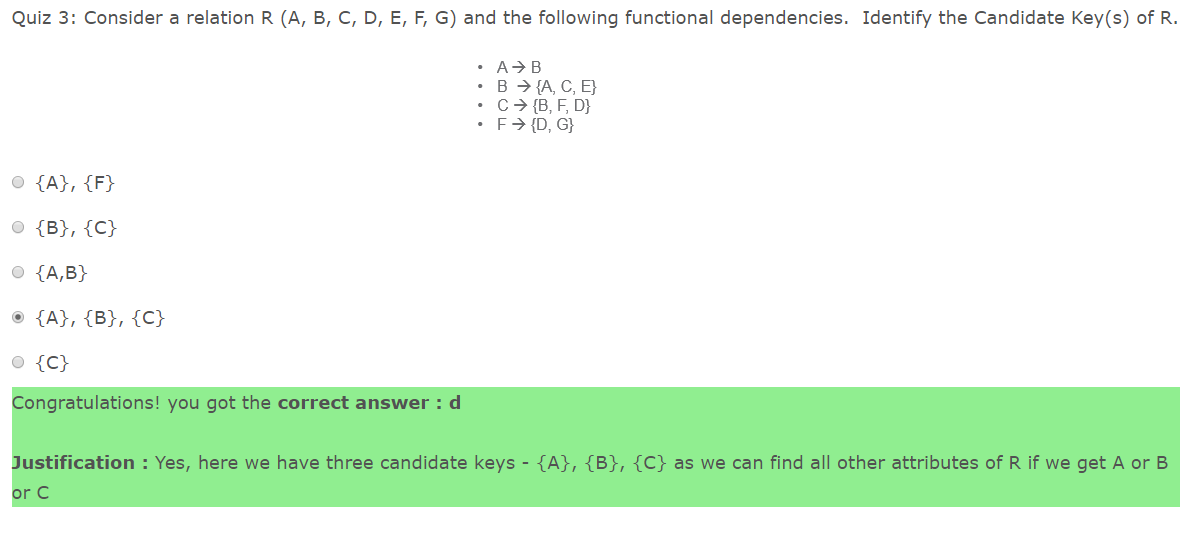 Quiz 3: Consider a relation R (A, B, C, D, E, F, G) and the following functional dependencies.  Identify the Candidate Key(s) of R.
• A → B
• B → {A, C, E}
• C → {B, F, D}
• F → {D, G}
{A}, {F}
{B}, {C}
{A,B}
{A}, {B}, {C}
{C}
Congratulations! you got the correct answer : d
Justification : Yes, here we have three candidate keys - {A}, {B}, {C} as we can find all other attributes of R if we get A or B
or C